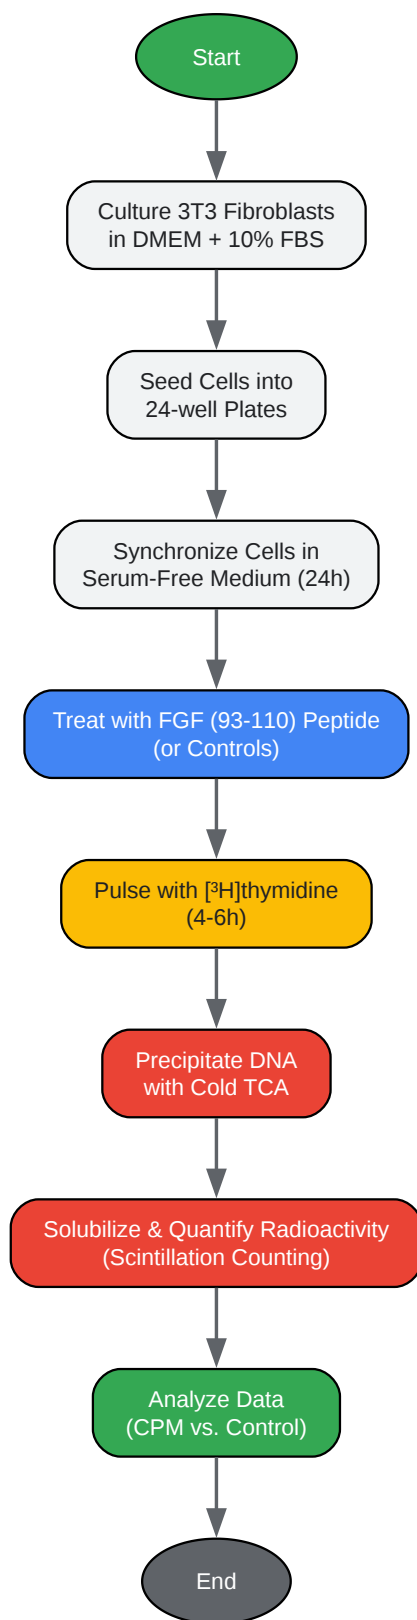 Start
Culture 3T3 Fibroblasts
in DMEM + 10% FBS
Seed Cells into
24-well Plates
Synchronize Cells in
Serum-Free Medium (24h)
Treat with FGF (93-110) Peptide
(or Controls)
Pulse with [³H]thymidine
(4-6h)
Precipitate DNA
with Cold TCA
Solubilize & Quantify Radioactivity
(Scintillation Counting)
Analyze Data
(CPM vs. Control)
End